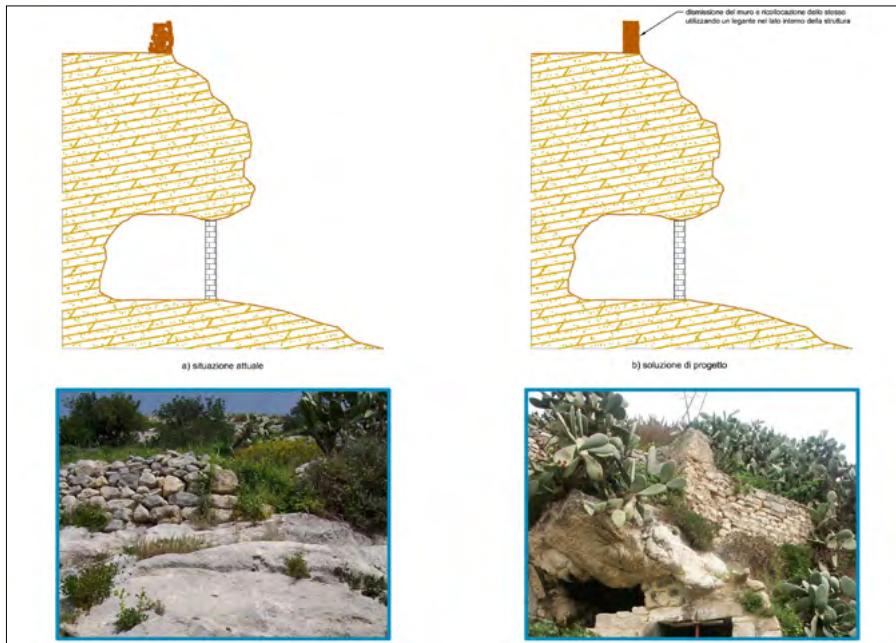 dismissione del muro e ricollocazione dello stesso
utilizzando un legante nel lato interno della struttura
a) situazione attuale
b) soluzione di progetto